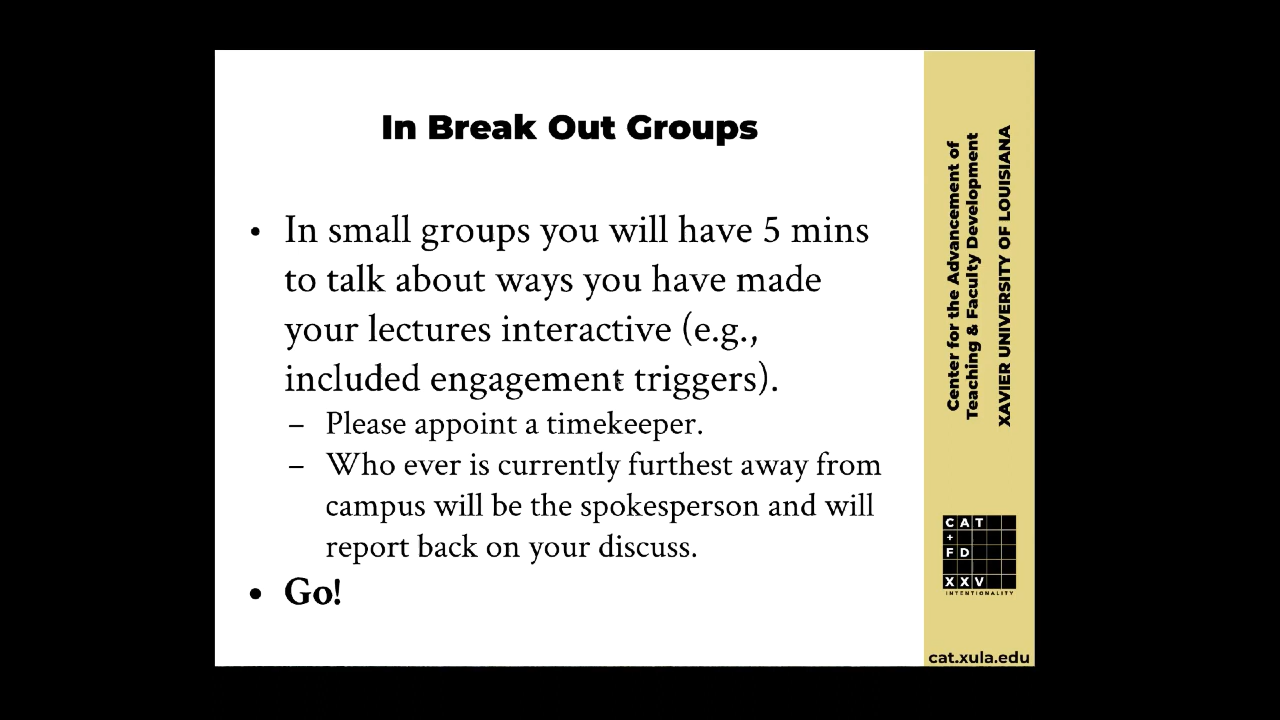 In Break Out Groups
• In small groups you will have 5 mins
to talk about ways you have made
your lectures interactive (e.g.,
included engagement triggers).
– Please appoint a timekeeper.
– Who ever is currently furthest away from
campus will be the spokesperson and will
report back on your discuss.
• Go!
Center for the Advancement of
Teaching & Faculty Development
XAVIER UNIVERSITY OF LOUISIANA
CAT
+
FD
XXV
INTENTIONALITY
cat.xula.edu